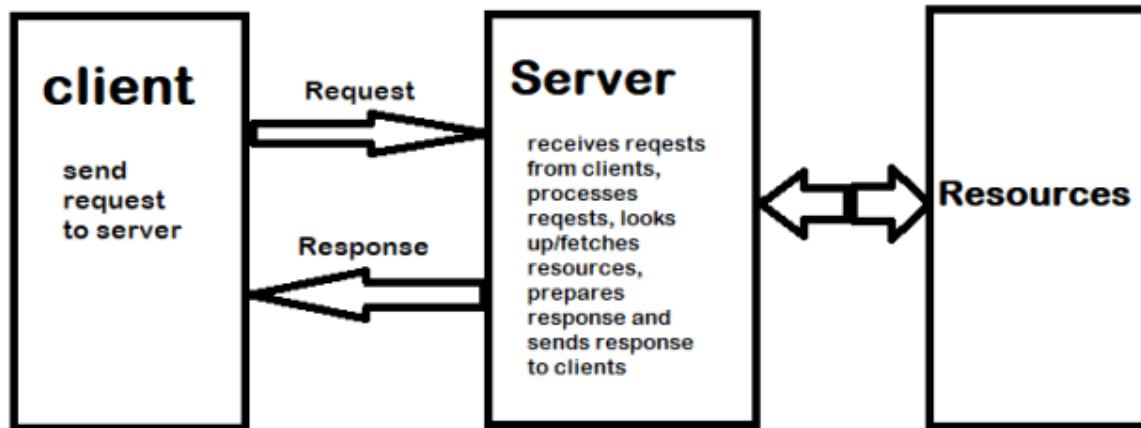 client
send
request
to server
Request
Response
Server
receives reqests
from clients,
processes
reqests, looks
up/fetches
resources,
prepares
response and
sends response
to clients
Resources